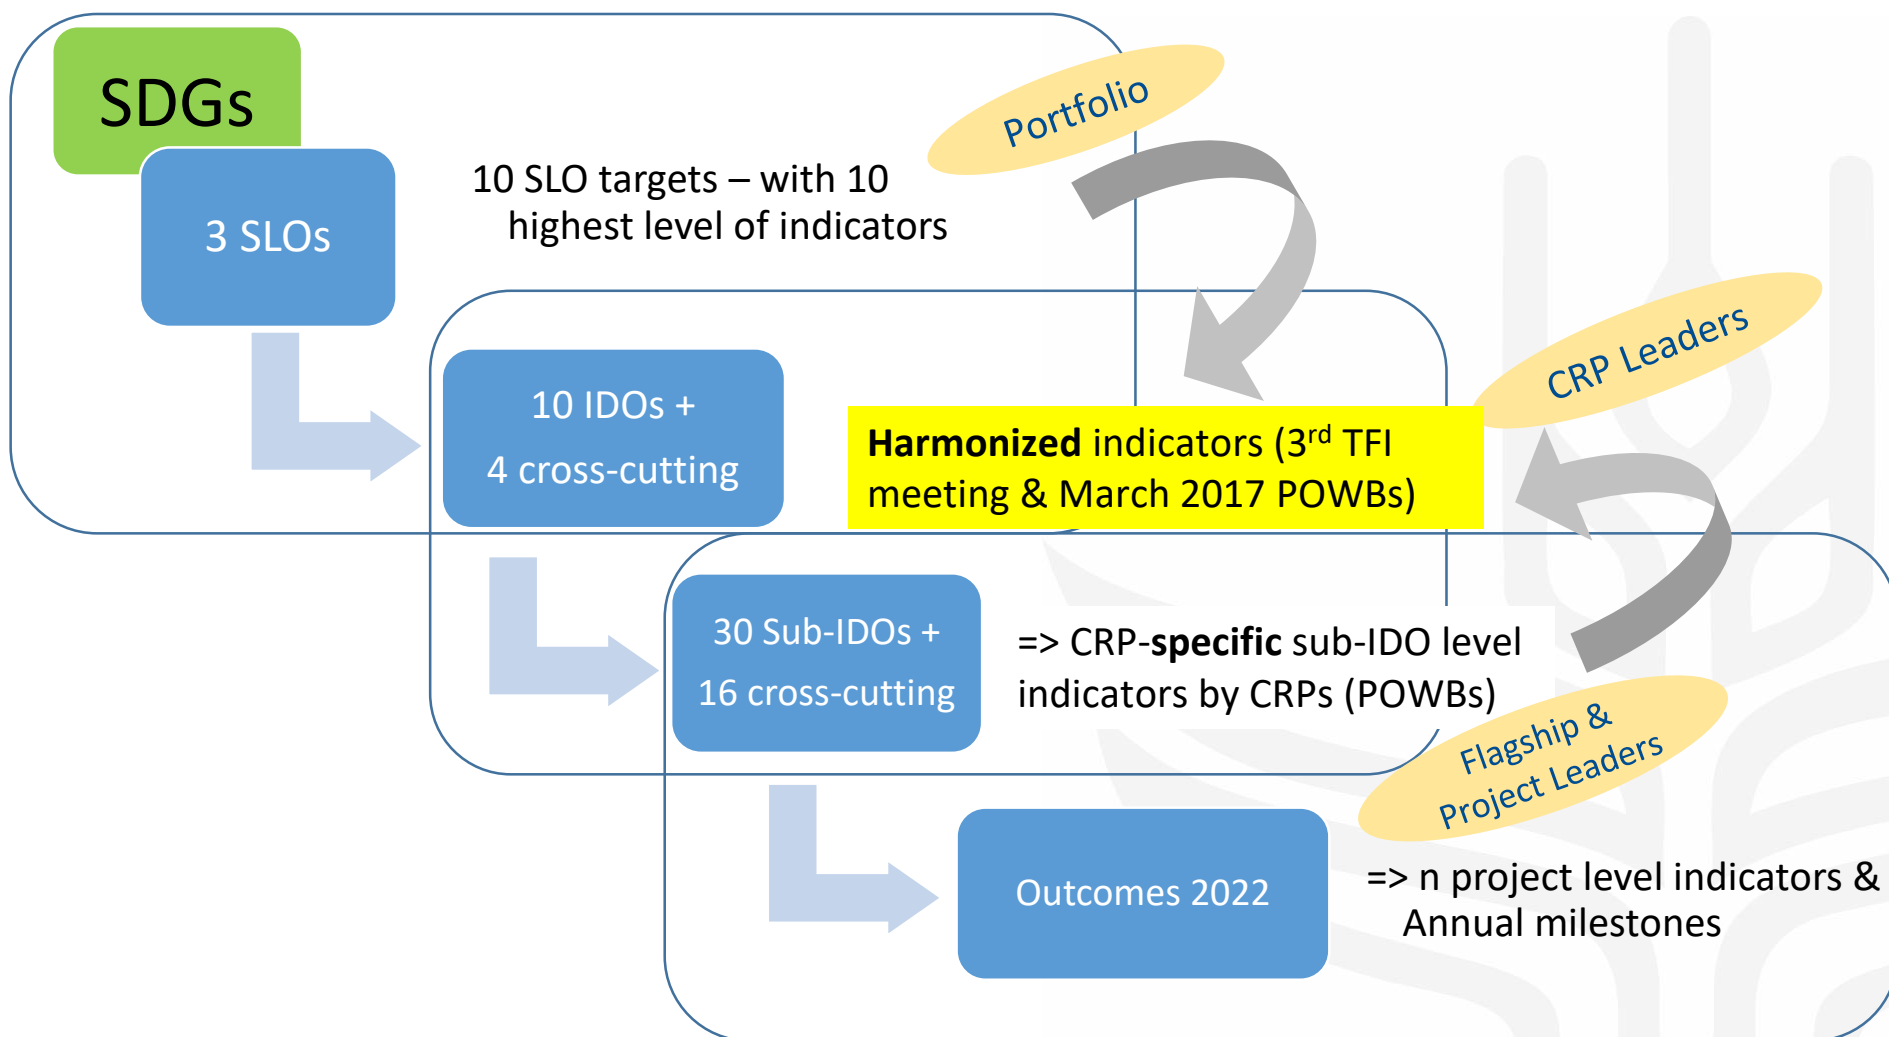 SDGs
3 SLOs
10 SLO targets – with 10
highest level of indicators
Portfolio
10 IDOs +
4 cross-cutting
Harmonized indicators (3rd TFI
meeting & March 2017 POWBs)
CRP Leaders
30 Sub-IDOs +
16 cross-cutting
=> CRP-specific sub-IDO level
indicators by CRPs (POWBs)
Flagship &
Project Leaders
Outcomes 2022
=> n project level indicators &
Annual milestones